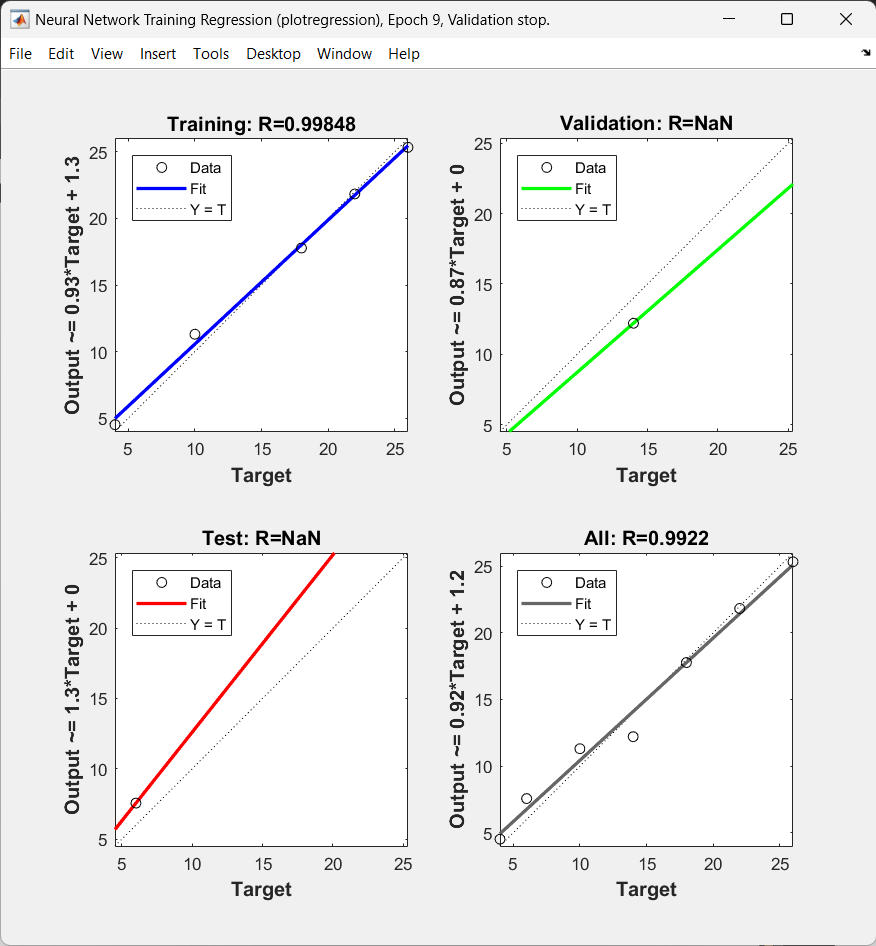 Neural Network Training Regression (plotregression), Epoch 9, Validation stop.
File Edit View Insert Tools Desktop Window Help
Training: R=0.99848
Output ~= 0.93*Target + 1.3
25
20
15
10
5
Data
Fit
Y = T
5 10 15 20 25
Target
Validation: R=NaN
Output ~= 0.87*Target + 0
25
20
15
10
5
Data
Fit
Y = T
5 10 15 20 25
Target
Test: R=NaN
Output ~= 1.3*Target + 0
25
20
15
10
5
Data
Fit
Y = T
5 10 15 20 25
Target
All: R=0.9922
Output ~= 0.92*Target + 1.2
25
20
15
10
5
Data
Fit
Y = T
5 10 15 20 25
Target